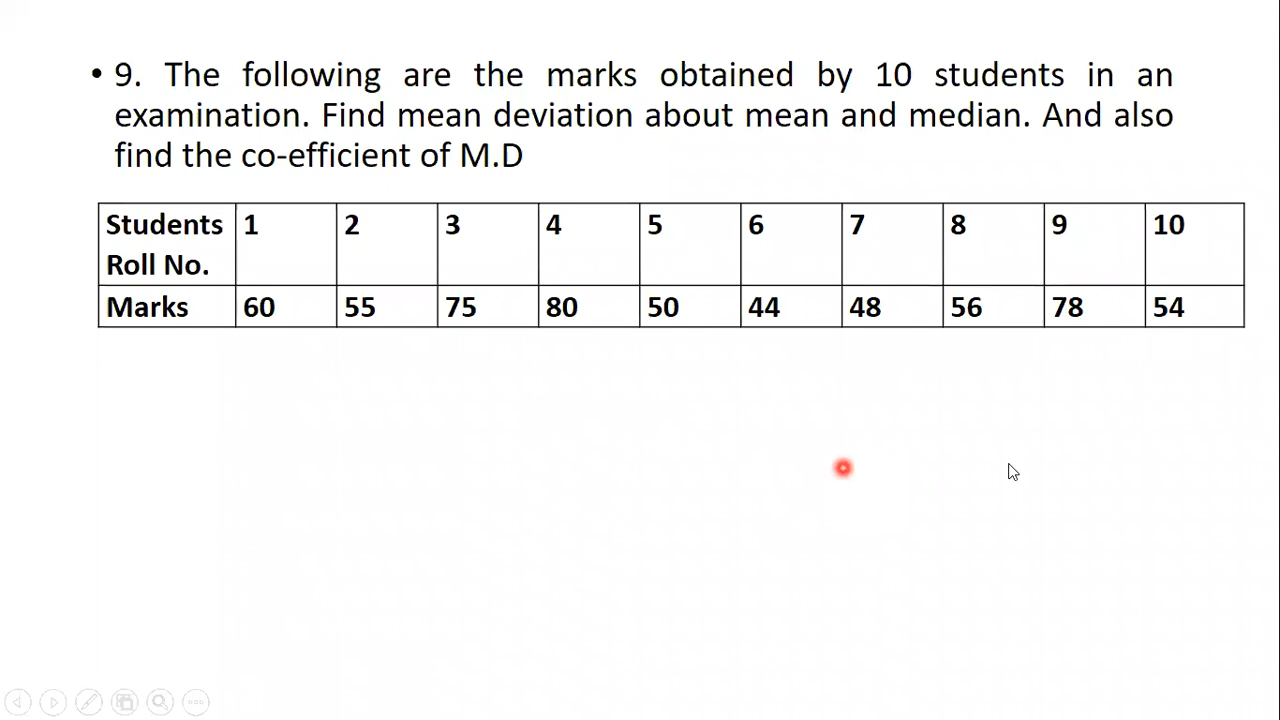 • 9. The following are the marks obtained by 10 students in an
examination. Find mean deviation about mean and median. And also
find the co-efficient of M.D
Students Roll No. 1 2 3 4 5 6 7 8 9 10
Marks 60 55 75 80 50 44 48 56 78 54